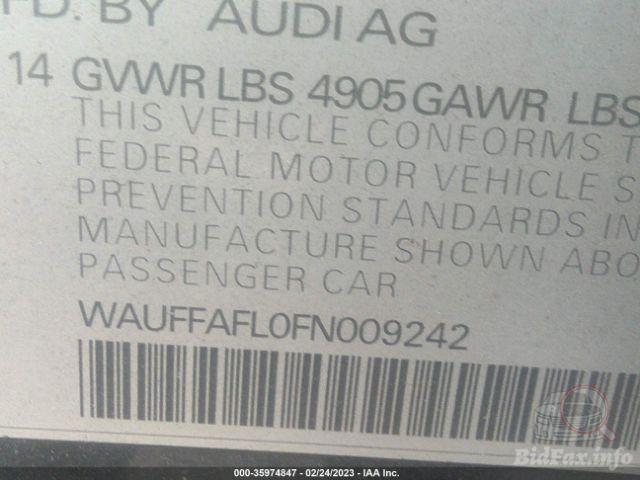 FD. BY AUDI AG
14 GVWR LBS 4905 GAWR LBS
THIS VEHICLE CONFORMS T
FEDERAL MOTOR VEHICLE S
PREVENTION STANDARDS IN
MANUFACTURE SHOWN ABO
PASSENGER CAR
WAUFFAFL0FN009242
BidFax.info
000-35974847 - 02/24/2023 - IAA Inc.